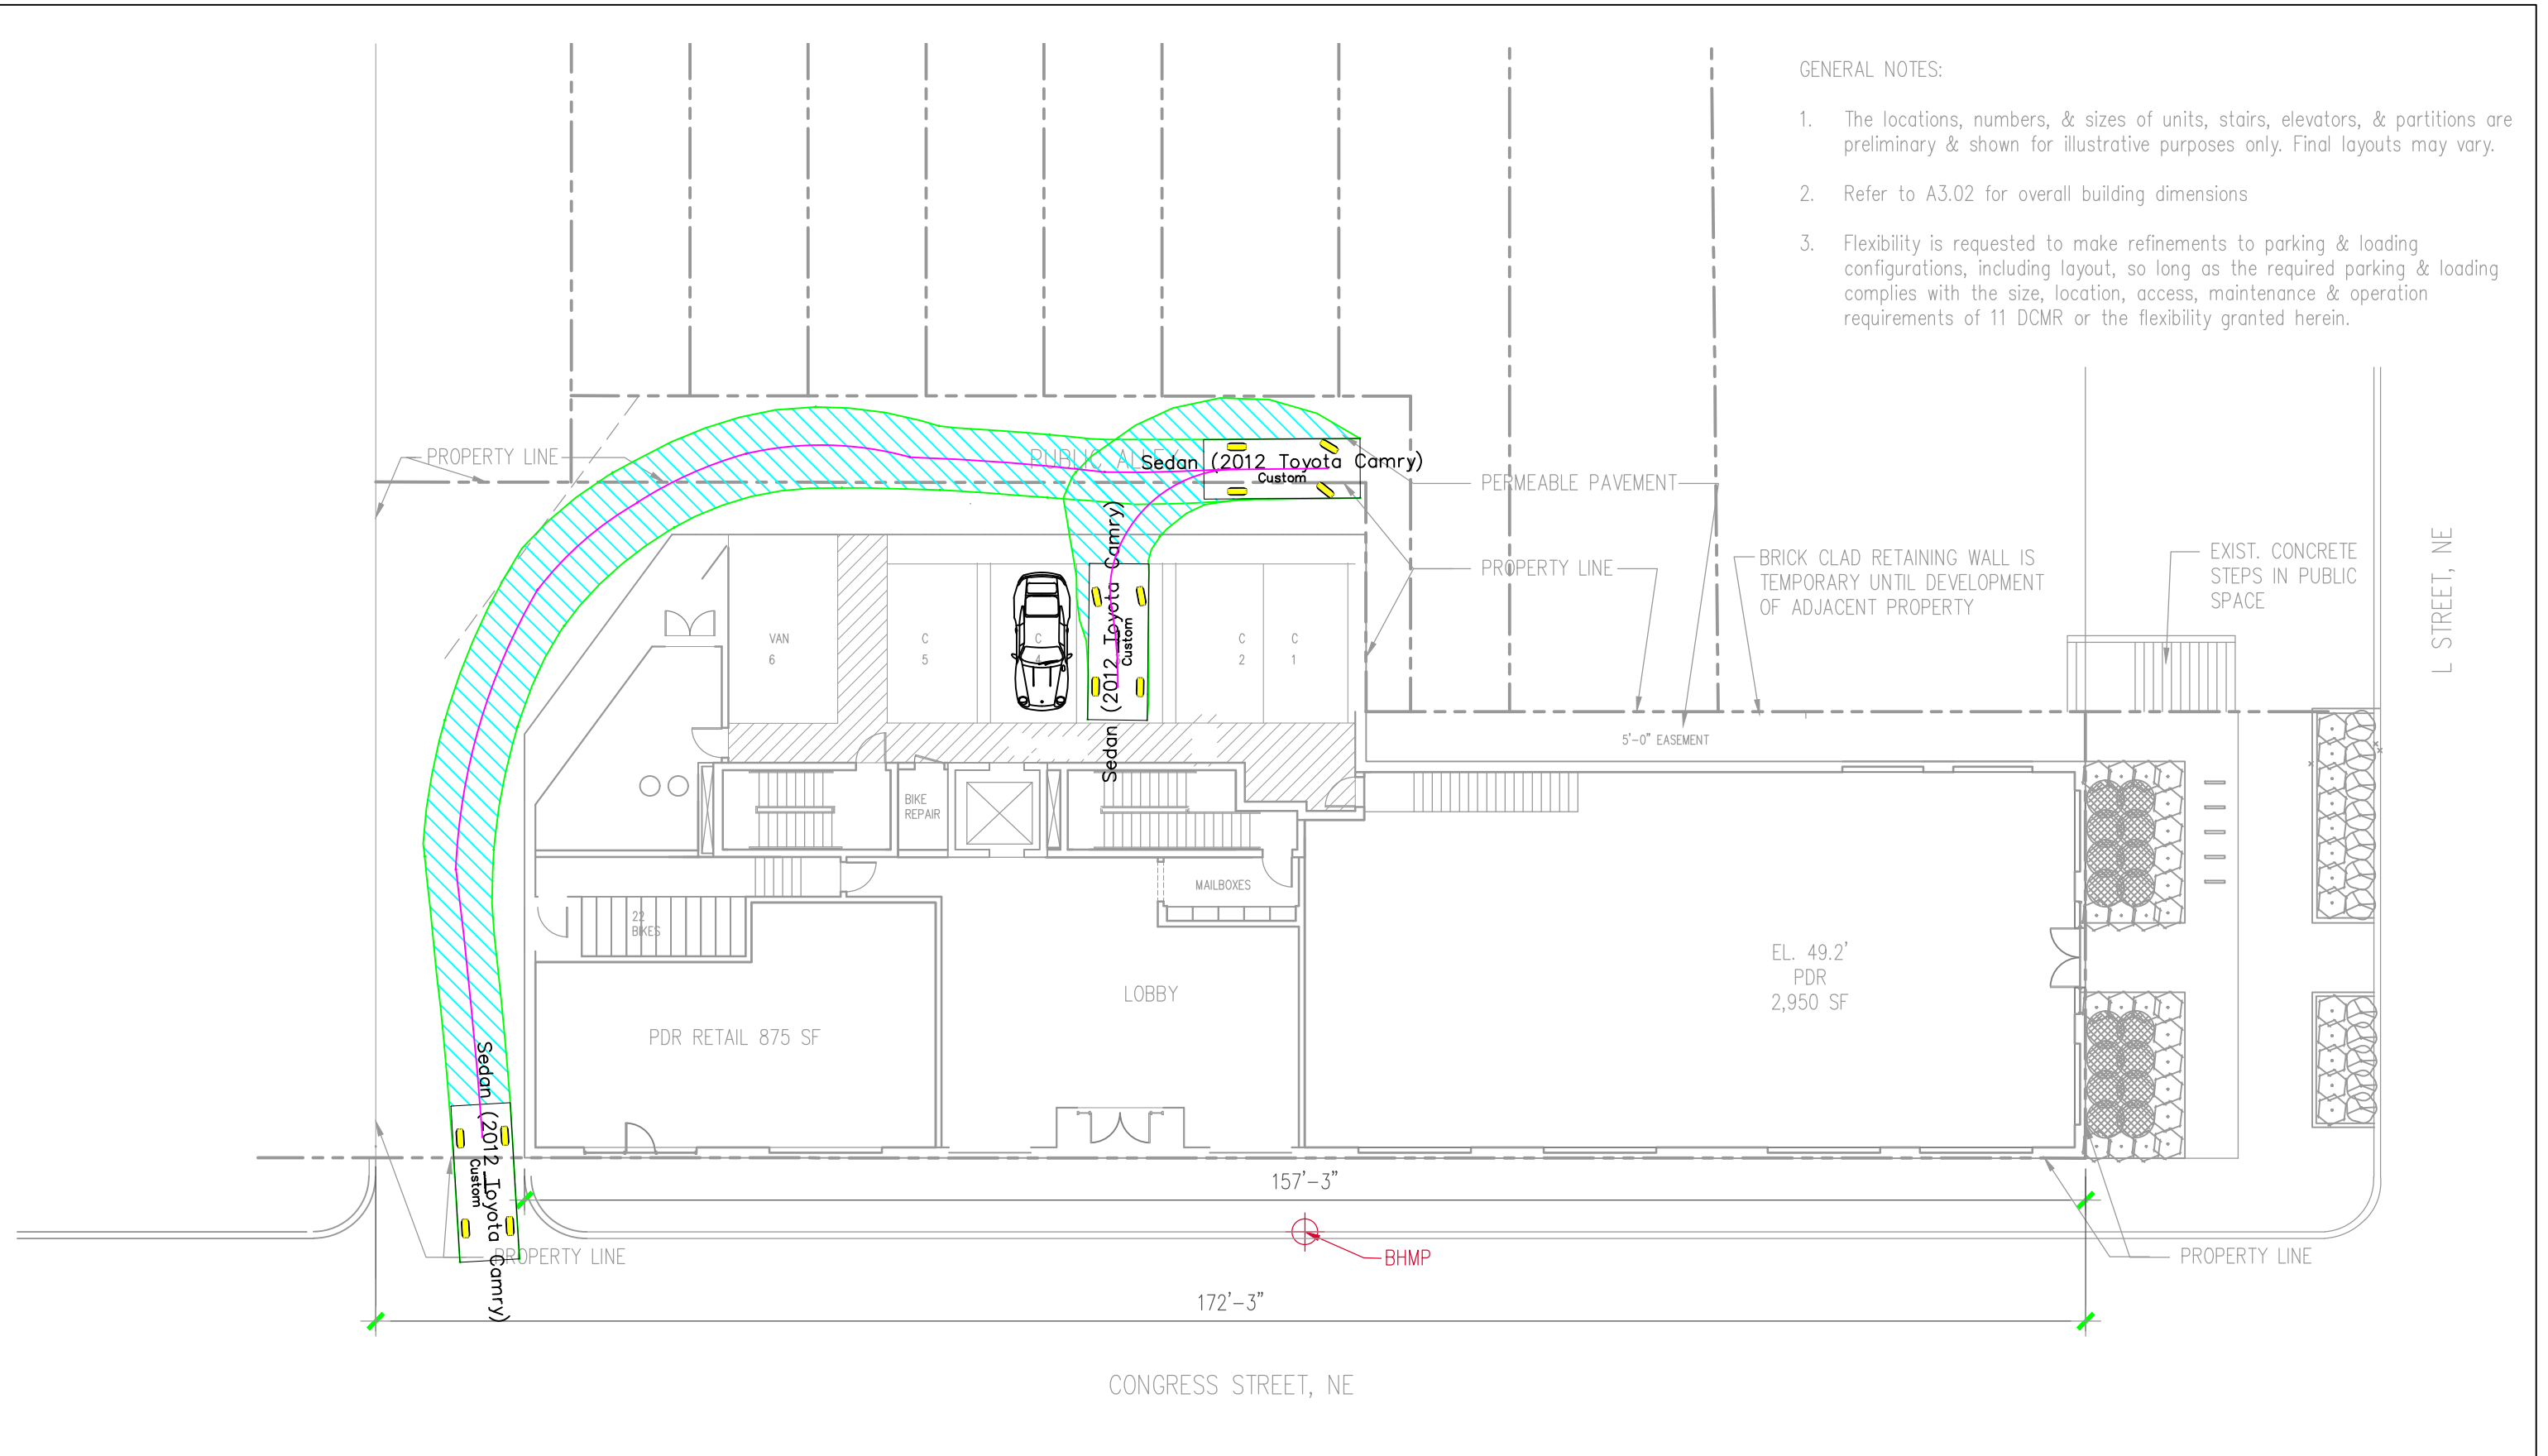 GENERAL NOTES:
1. The locations, numbers, & sizes of units, stairs, elevators, & partitions are
preliminary & shown for illustrative purposes only. Final layouts may vary.
2. Refer to A3.02 for overall building dimensions
3. Flexibility is requested to make refinements to parking & loading
configurations, including layout, so long as the required parking & loading
complies with the size, location, access, maintenance & operation
requirements of 11 DCMR or the flexibility granted herein.
PROPERTY LINE
PUBLIC ALLEY
Sedan (2012 Toyota Camry)
Custom
PERMEABLE PAVEMENT
PROPERTY LINE
BRICK CLAD RETAINING WALL IS
TEMPORARY UNTIL DEVELOPMENT
OF ADJACENT PROPERTY
EXIST. CONCRETE
STEPS IN PUBLIC
SPACE
L STREET, NE
VAN
6
C
5
C
4
Sedan (2012 Toyota Camry)
Custom
1
C
2
C
1
5'-0" EASEMENT
BIKE
REPAIR
MAILBOXES
22
BIKES
EL. 49.2'
PDR
2,950 SF
LOBBY
PDR RETAIL 875 SF
Sedan (2012 Toyota Camry)
Custom
157'-3"
PROPERTY LINE
BHMP
PROPERTY LINE
172'-3"
CONGRESS STREET, NE